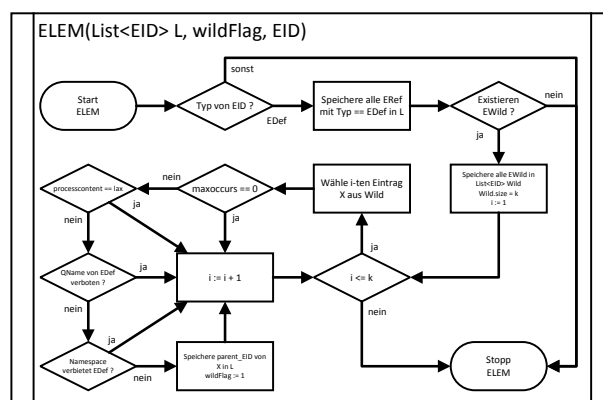 ELEM(List<EID> L, wildFlag, EID)
sonst
Start
ELEM
Typ von EID ?
EDef
Speichere alle ERef
mit Typ == EDef in L
Existieren
EWild ?
nein
ja
Speichere alle EWild in
List<EID> Wild
Wild.size = k
i := 1
processcontent == lax
nein
maxoccurs == 0
Wähle i-ten Eintrag
X aus Wild
ja
nein
ja
ja
QName von EDef
verboten ?
ja
i := i + 1
i <= k
nein
ja
nein
Namespace
verbietet EDef ?
nein
Speichere parent_EID von
X in L
wildFlag := 1
Stopp
ELEM